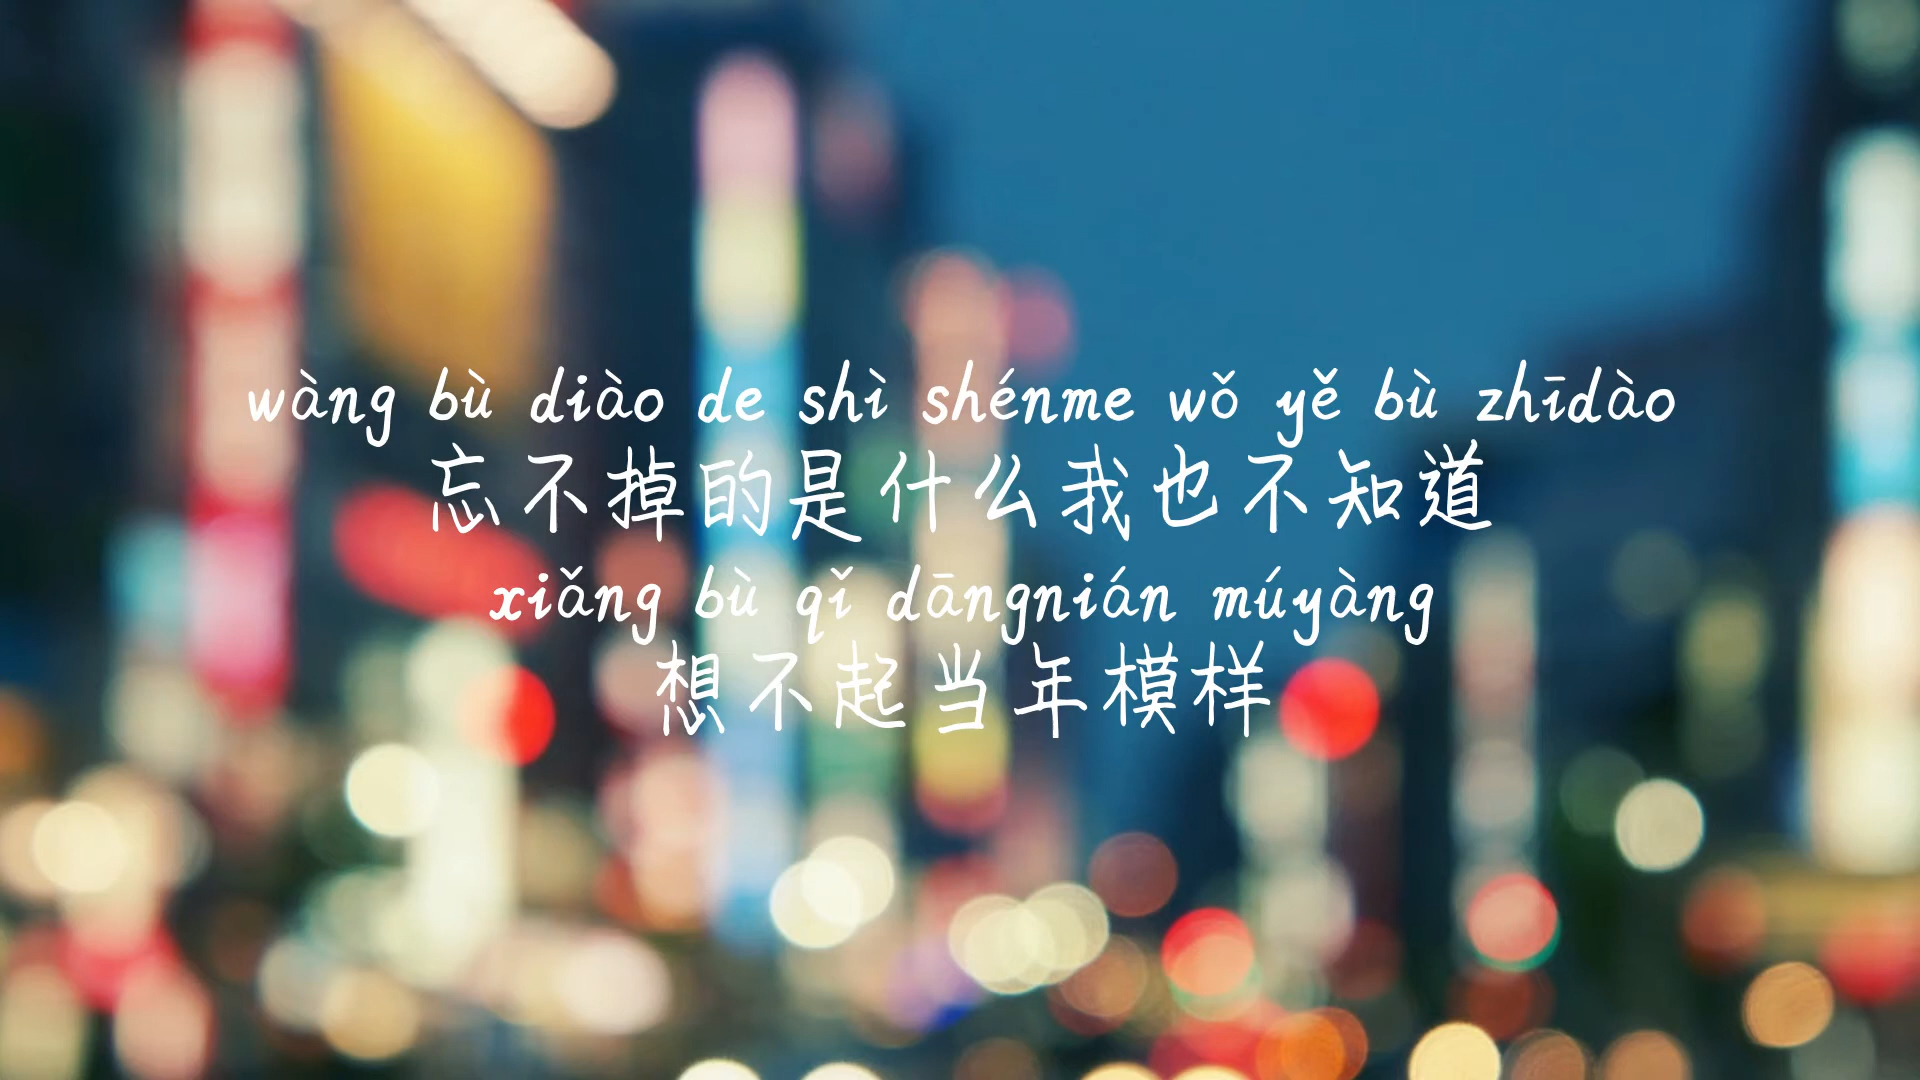 wàng bù diào de shì shénme wǒ yě bù zhīdào
忘不掉的是什么我也不知道
xiǎng bù qǐ dāngnián múyàng
想不起当年模样